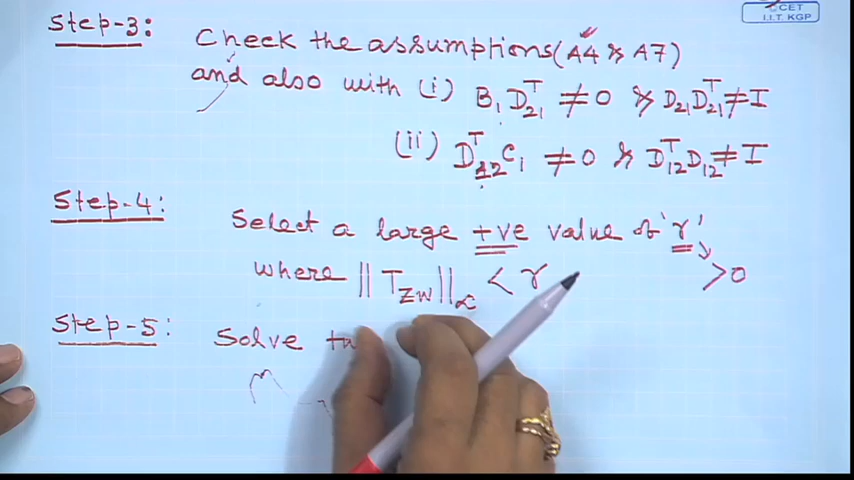 CET
I.I.T. KGP
Step-3: Check the assumptions (A4 & A7)
and also with (i) B₁D₂₁ᵀ ≠ 0 & D₂₁D₂₁ᵀ ≠ I
(ii) D₁₂ᵀC₁ ≠ 0 & D₁₂ᵀD₁₂ ≠ I
Step-4: Select a large +ve value of 'γ'
where ‖T_zw‖_∝ < γ > 0
Step-5: Solve